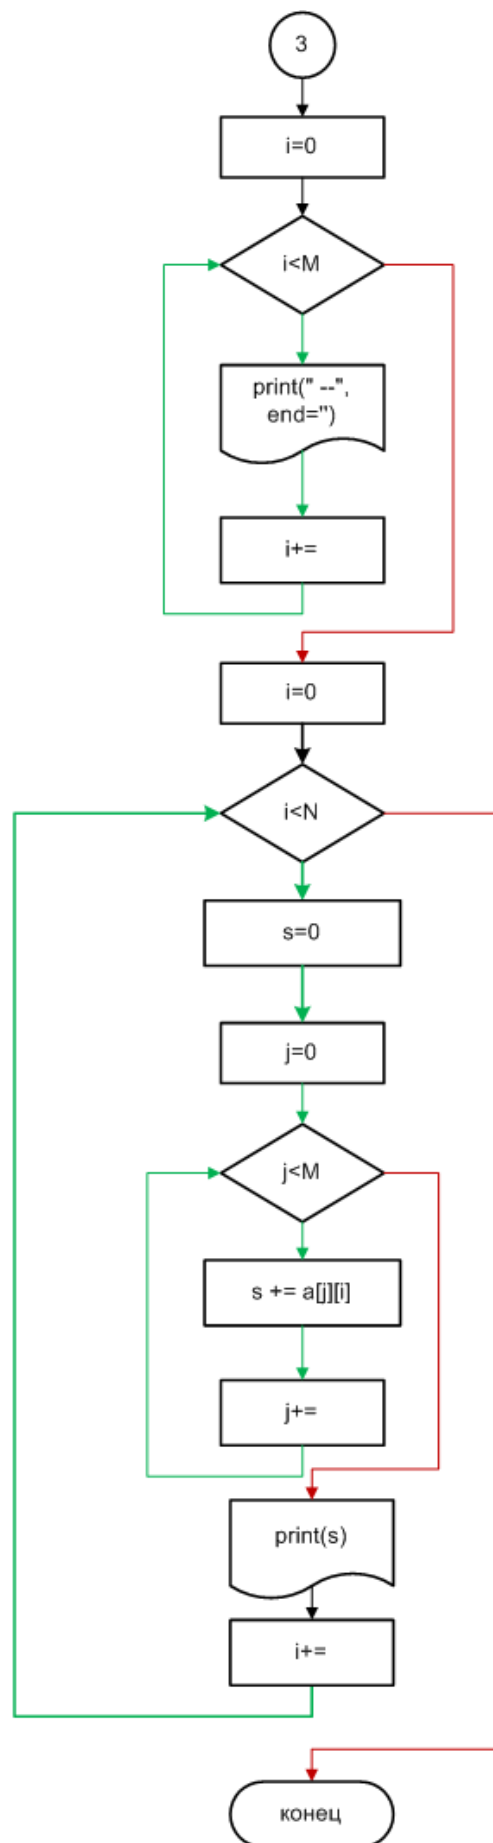 3
i=0
i<M
print(" --",
end='')
i+=
i=0
i<N
s=0
j=0
j<M
s += a[j][i]
j+=
print(s)
i+=
конец